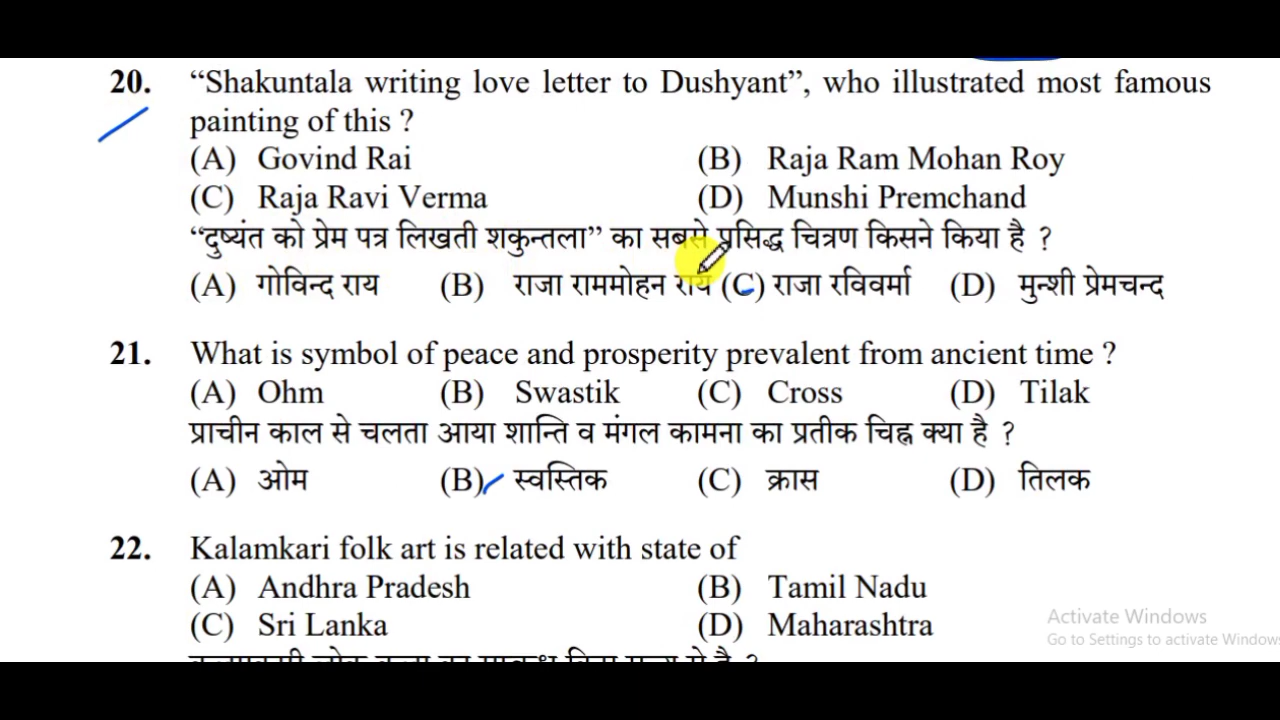 20. “Shakuntala writing love letter to Dushyant”, who illustrated most famous
painting of this ?
(A) Govind Rai (B) Raja Ram Mohan Roy
(C) Raja Ravi Verma (D) Munshi Premchand
“दुष्यंत को प्रेम पत्र लिखती शकुन्तला” का सबसे प्रसिद्ध चित्रण किसने किया है ?
(A) गोविन्द राय (B) राजा राममोहन राय (C) राजा रविवर्मा (D) मुन्शी प्रेमचन्द
21. What is symbol of peace and prosperity prevalent from ancient time ?
(A) Ohm (B) Swastik (C) Cross (D) Tilak
प्राचीन काल से चलता आया शान्ति व मंगल कामना का प्रतीक चिह्न क्या है ?
(A) ओम (B) स्वस्तिक (C) क्रास (D) तिलक
22. Kalamkari folk art is related with state of
(A) Andhra Pradesh (B) Tamil Nadu
(C) Sri Lanka (D) Maharashtra
Activate Windows
Go to Settings to activate Windows